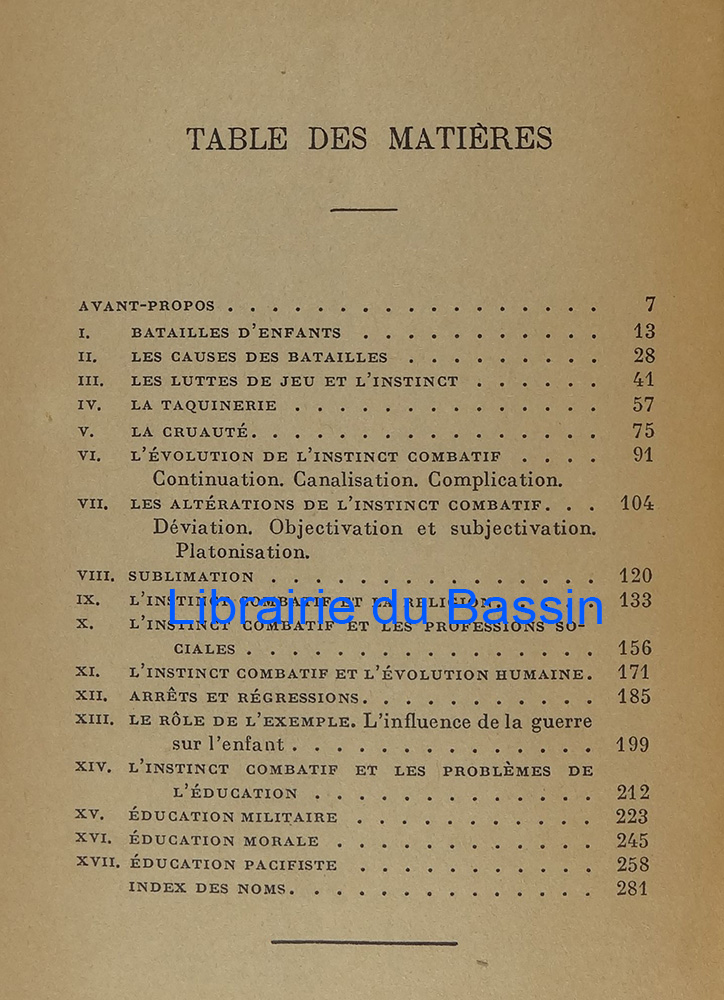 TABLE DES MATIÈRES
AVANT-PROPOS . . . . . . . . . . . . . . . . . 7
I. BATAILLES D'ENFANTS . . . . . . . . . . . 13
II. LES CAUSES DES BATAILLES . . . . . . . . . 28
III. LES LUTTES DE JEU ET L'INSTINCT . . . . . . 41
IV. LA TAQUINERIE . . . . . . . . . . . . . . 57
V. LA CRUAUTÉ. . . . . . . . . . . . . . . . 75
VI. L'ÉVOLUTION DE L'INSTINCT COMBATIF . . . . 91
Continuation. Canalisation. Complication.
VII. LES ALTÉRATIONS DE L'INSTINCT COMBATIF. . . 104
Déviation. Objectivation et subjectivation.
Platonisation.
VIII. SUBLIMATION . . . . . . . . . . . . . . . 120
IX. L'INSTINCT COMBATIF ET LA RELIGION. . . . . 133
Librairie du Bassin
X. L'INSTINCT COMBATIF ET LES PROFESSIONS SO-
CIALES . . . . . . . . . . . . . . . . 156
XI. L'INSTINCT COMBATIF ET L'ÉVOLUTION HUMAINE. 171
XII. ARRÊTS ET RÉGRESSIONS. . . . . . . . . . . 185
XIII. LE RÔLE DE L'EXEMPLE. L'influence de la guerre
sur l'enfant . . . . . . . . . . . . . . 199
XIV. L'INSTINCT COMBATIF ET LES PROBLÈMES DE
L'ÉDUCATION . . . . . . . . . . . . . 212
XV. ÉDUCATION MILITAIRE . . . . . . . . . . . 223
XVI. ÉDUCATION MORALE . . . . . . . . . . . . 245
XVII. ÉDUCATION PACIFISTE . . . . . . . . . . . 258
INDEX DES NOMS. . . . . . . . . . . . . . 281